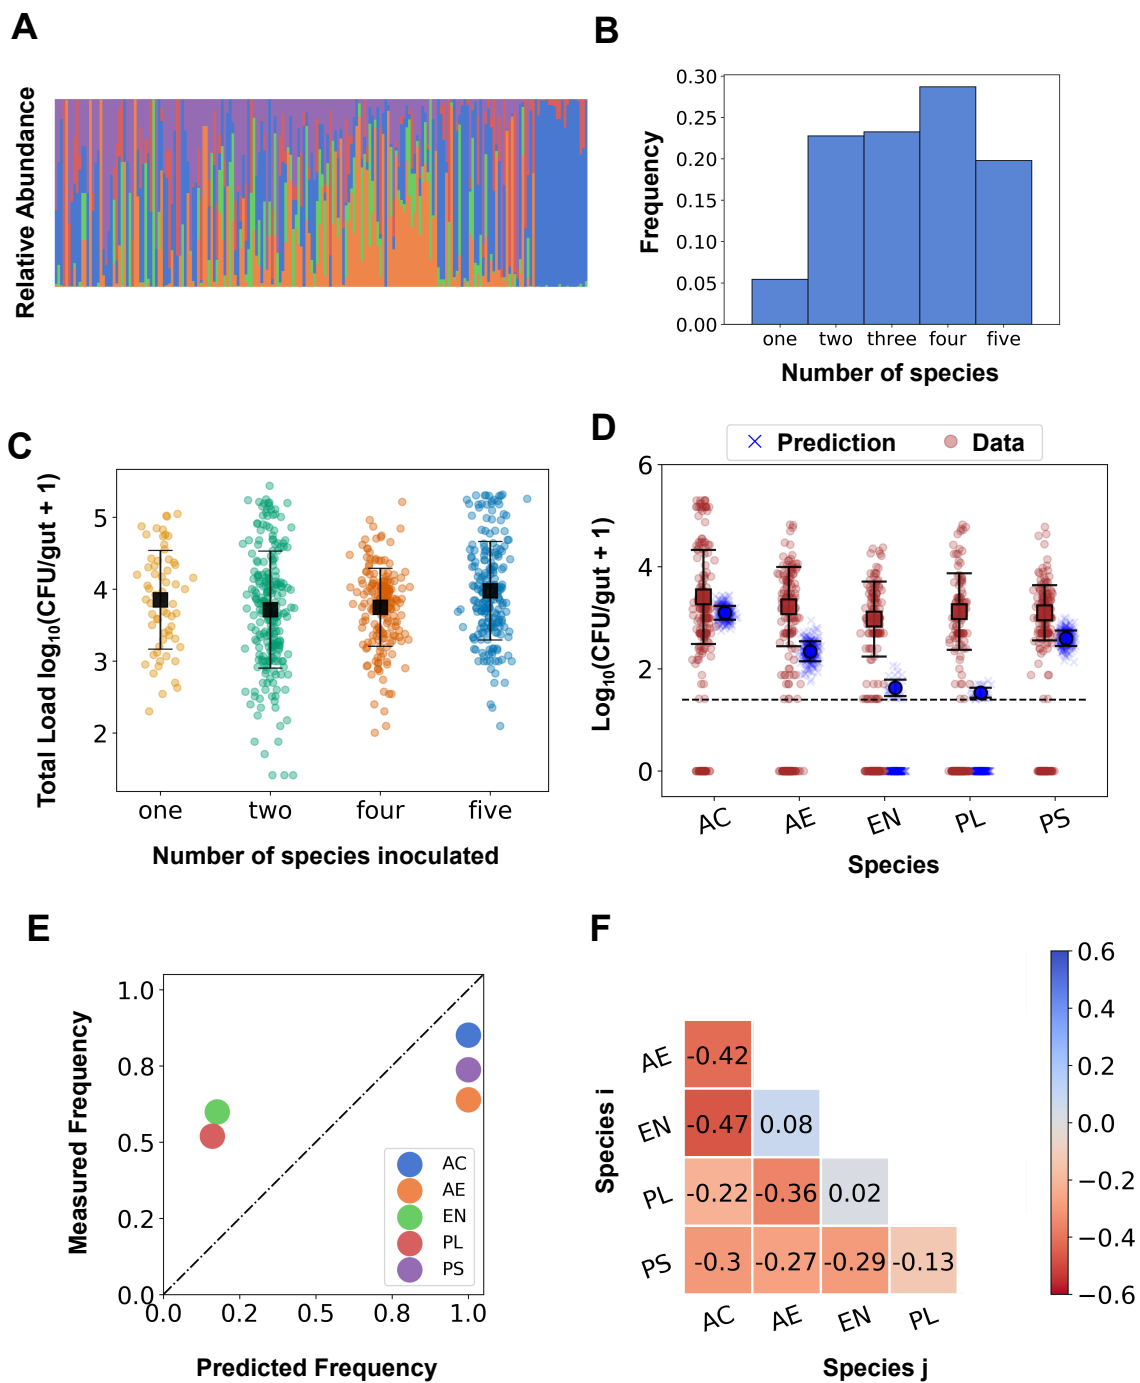 A
Relative Abundance
B
Frequency
0.30
0.25
0.20
0.15
0.10
0.05
0.00
one two three four five
Number of species
C
Total Load log10(CFU/gut + 1)
5
4
3
2
one two four five
Number of species inoculated
D
Prediction Data
Log10(CFU/gut + 1)
6
4
2
0
AC AE EN PL PS
Species
E
Measured Frequency
1.0
0.8
0.5
0.2
0.0
0.0 0.2 0.5 0.8 1.0
AC
AE
EN
PL
PS
Predicted Frequency
F
Species i
AE -0.42
EN -0.47 0.08
PL -0.22 -0.36 0.02
PS -0.3 -0.27 -0.29 -0.13
AC AE EN PL
Species j
0.6
0.4
0.2
0.0
−0.2
−0.4
−0.6